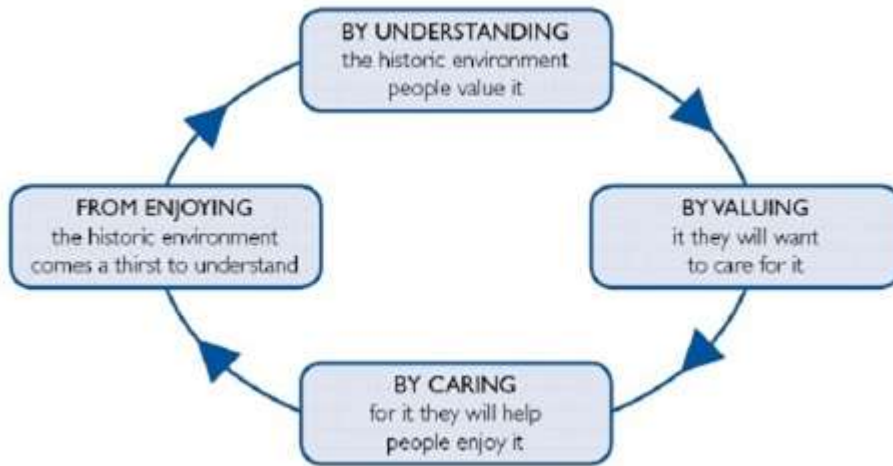 BY UNDERSTANDING
the historic environment
people value it
BY VALUING
it they will want
to care for it
BY CARING
for it they will help
people enjoy it
FROM ENJOYING
the historic environment
comes a thirst to understand